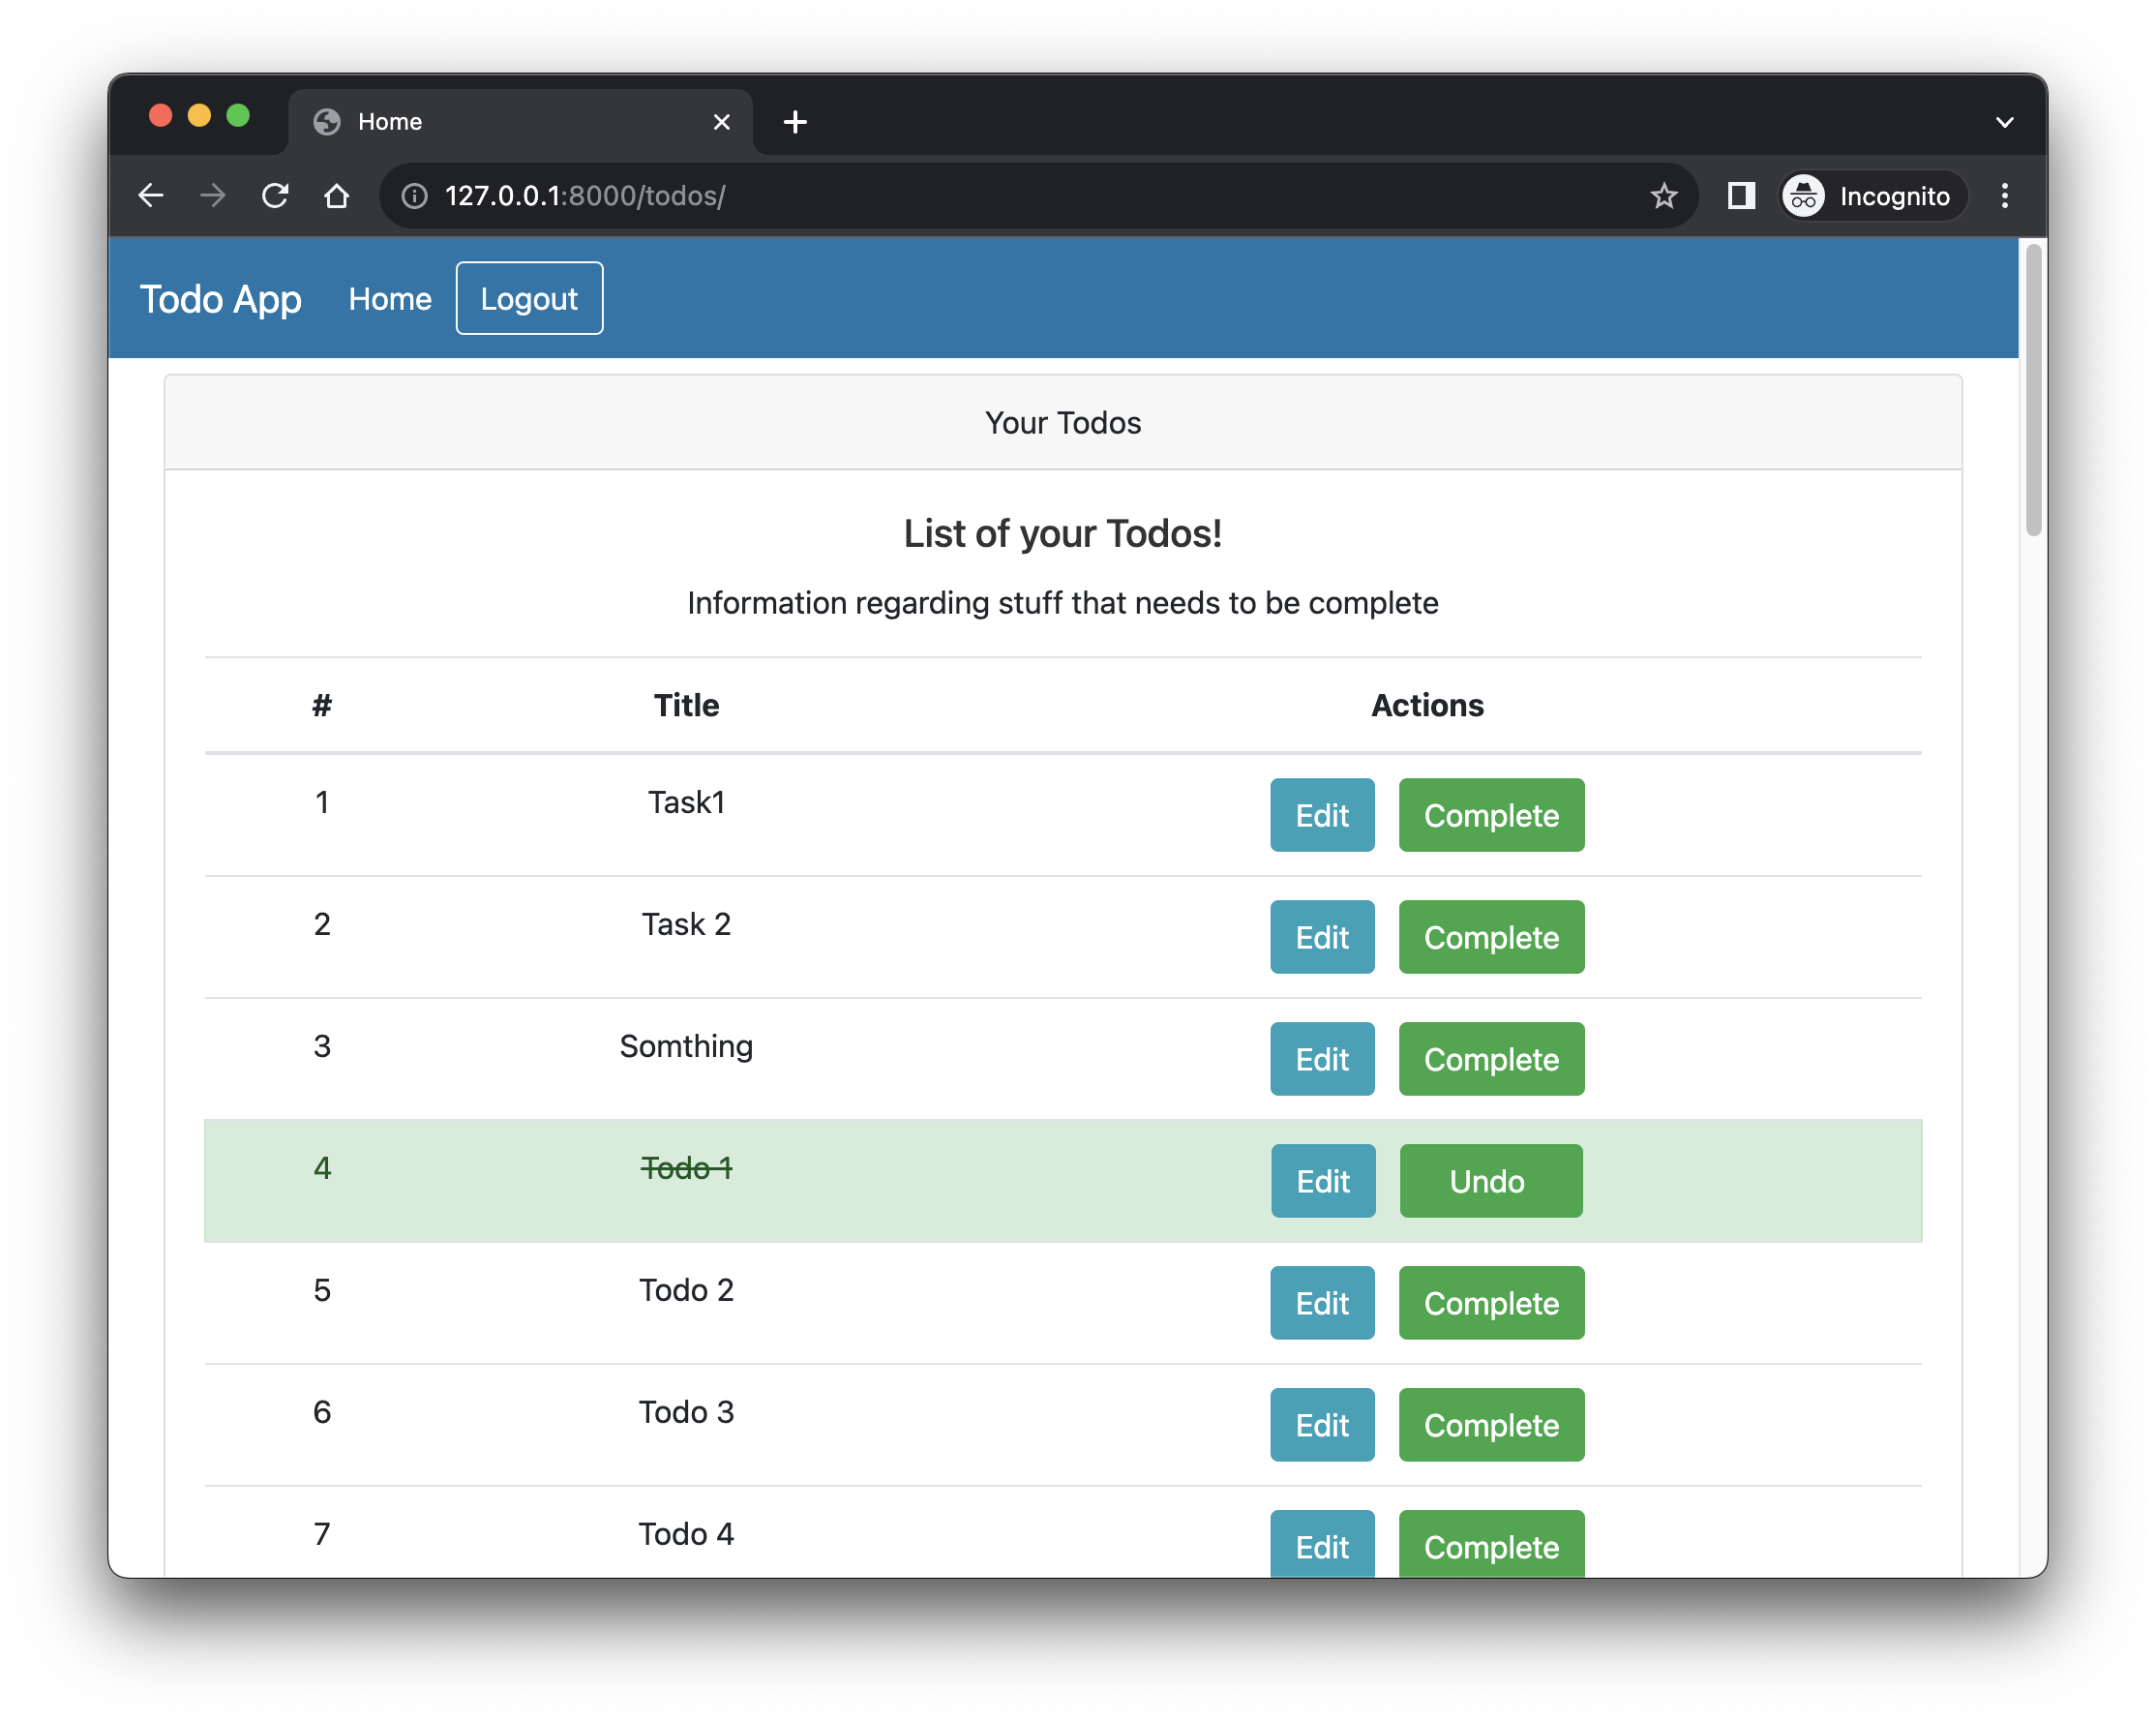 Home
127.0.0.1:8000/todos/
Incognito
Todo App Home Logout
Your Todos
List of your Todos!
Information regarding stuff that needs to be complete
# Title Actions
1 Task1 Edit Complete
2 Task 2 Edit Complete
3 Somthing Edit Complete
4 Todo 1 Edit Undo
5 Todo 2 Edit Complete
6 Todo 3 Edit Complete
7 Todo 4 Edit Complete